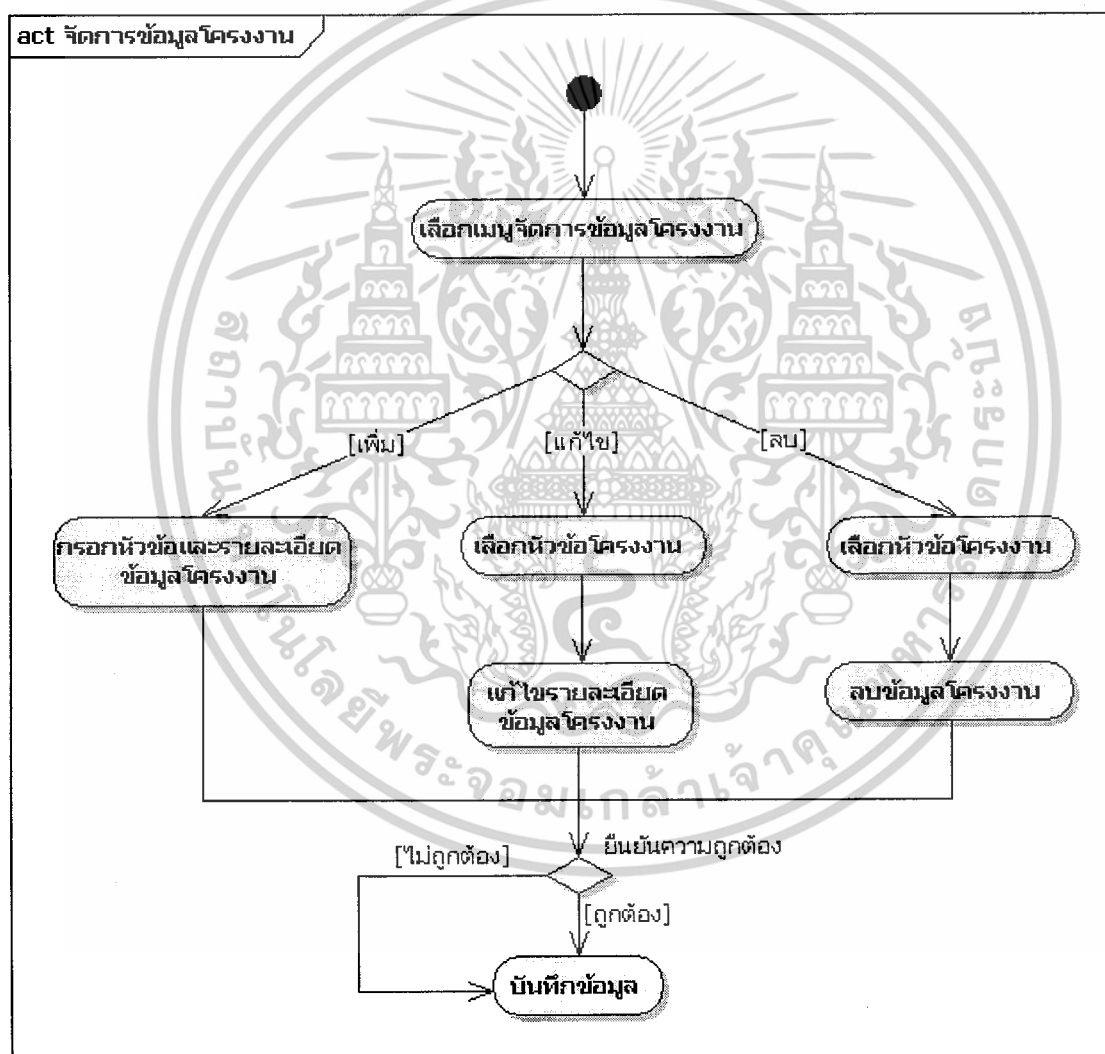 act จัดการข้อมูลโครงงาน
เลือกเมนูจัดการข้อมูลโครงงาน
[เพิ่ม]
[แก้ไข]
[ลบ]
กรอกหัวข้อและรายละเอียด
ข้อมูลโครงงาน
เลือกหัวข้อโครงงาน
เลือกหัวข้อโครงงาน
แก้ไขรายละเอียด
ข้อมูลโครงงาน
ลบข้อมูลโครงงาน
ยืนยันความถูกต้อง
[ไม่ถูกต้อง]
[ถูกต้อง]
บันทึกข้อมูล